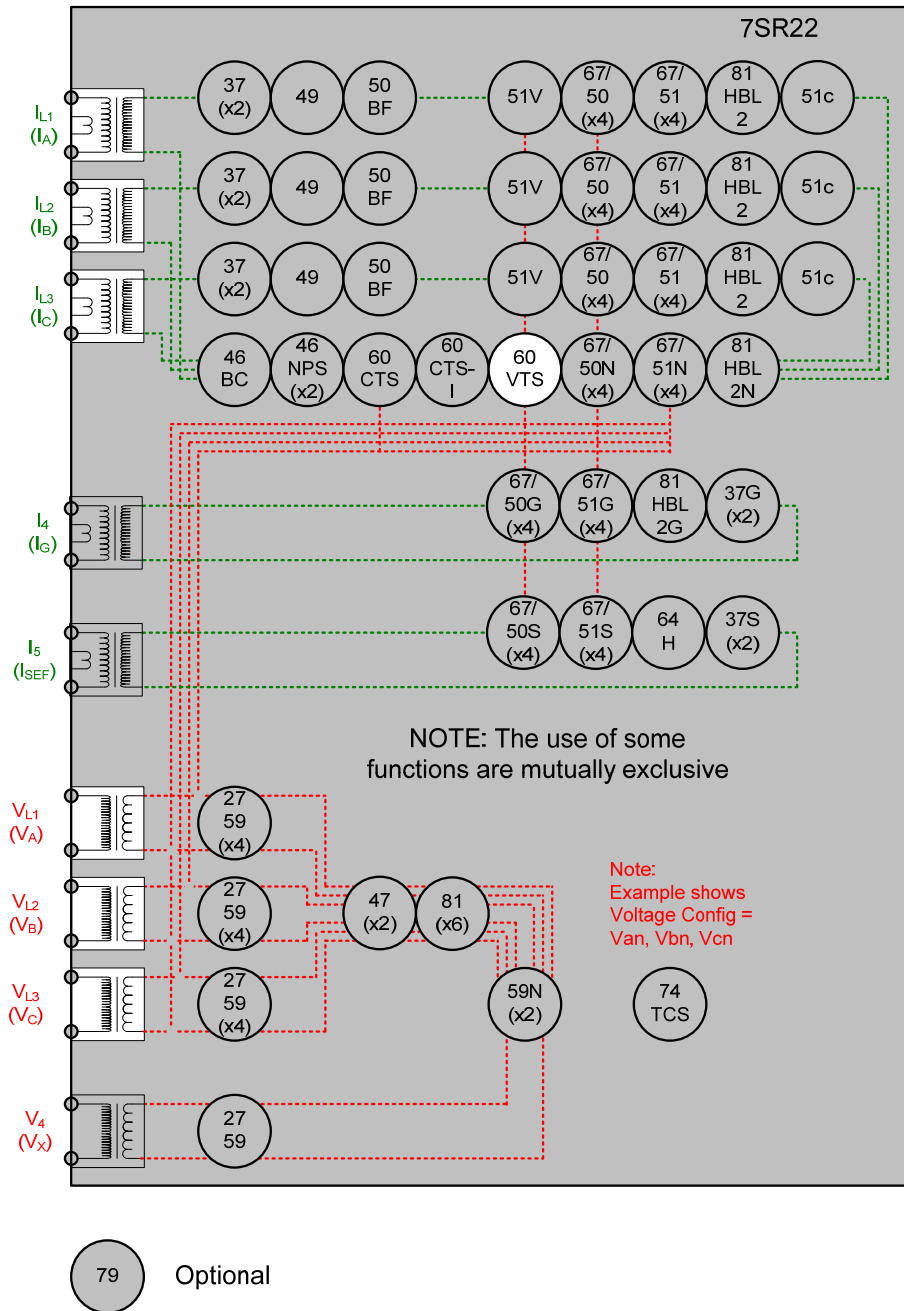 7SR22
IL1
(IA)
37
(x2)
49
50
BF
51V
67/
50
(x4)
67/
51
(x4)
81
HBL
2
51c
IL2
(IB)
37
(x2)
49
50
BF
51V
67/
50
(x4)
67/
51
(x4)
81
HBL
2
51c
IL3
(IC)
37
(x2)
49
50
BF
51V
67/
50
(x4)
67/
51
(x4)
81
HBL
2
51c
46
BC
46
NPS
(x2)
60
CTS
60
CTS-
I
60
VTS
67/
50N
(x4)
67/
51N
(x4)
81
HBL
2N
I4
(IG)
67/
50G
(x4)
67/
51G
(x4)
81
HBL
2G
37G
(x2)
I5
(ISEF)
67/
50S
(x4)
67/
51S
(x4)
64
H
37S
(x2)
NOTE: The use of some
functions are mutually exclusive
VL1
(VA)
27
59
(x4)
VL2
(VB)
27
59
(x4)
47
(x2)
81
(x6)
Note:
Example shows
Voltage Config =
Van, Vbn, Vcn
VL3
(VC)
27
59
(x4)
59N
(x2)
74
TCS
V4
(VX)
27
59
79
Optional